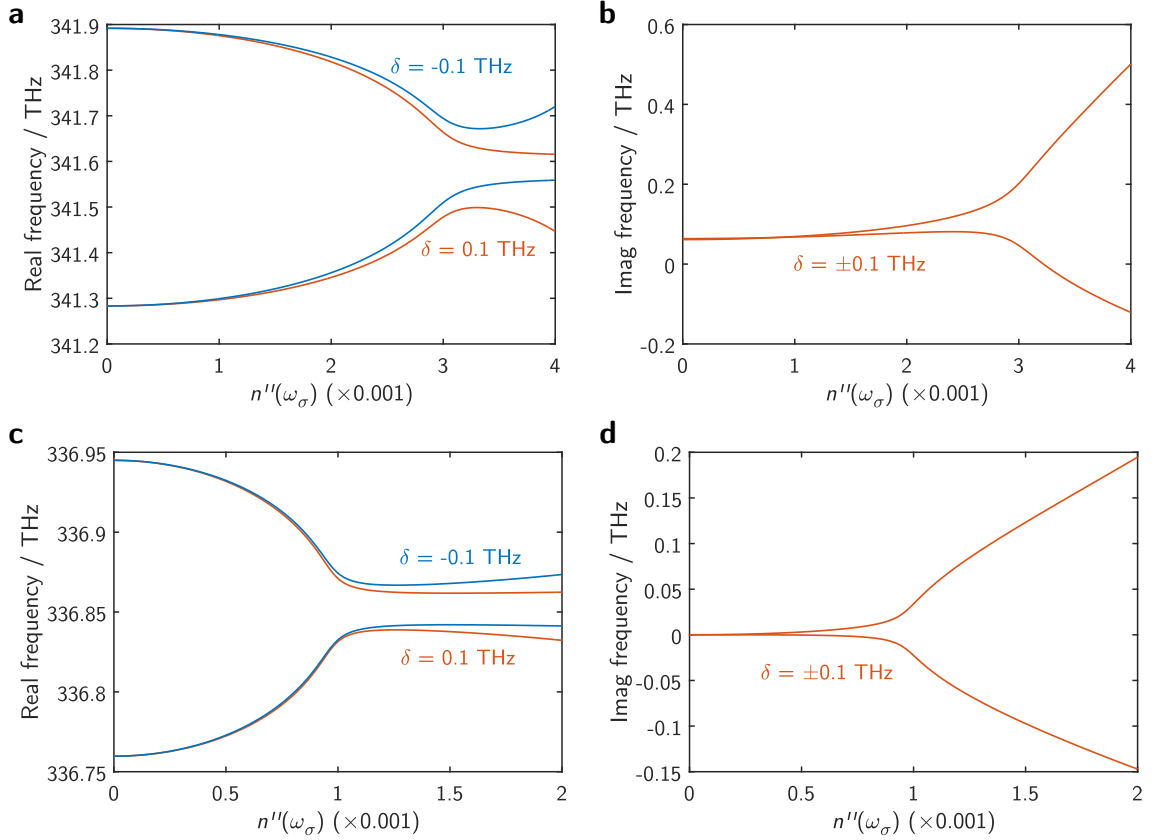 a
341.9
341.8
341.7
341.6
341.5
341.4
341.3
341.2
Real frequency / THz
δ = -0.1 THz
δ = 0.1 THz
0
1
2
3
4
n''(ω_σ) (×0.001)
b
0.6
0.4
0.2
0
-0.2
Imag frequency / THz
δ = ±0.1 THz
0
1
2
3
4
n''(ω_σ) (×0.001)
c
336.95
336.9
336.85
336.8
336.75
Real frequency / THz
δ = -0.1 THz
δ = 0.1 THz
0
0.5
1
1.5
2
n''(ω_σ) (×0.001)
d
0.2
0.15
0.1
0.05
0
-0.05
-0.1
-0.15
Imag frequency / THz
δ = ±0.1 THz
0
0.5
1
1.5
2
n''(ω_σ) (×0.001)